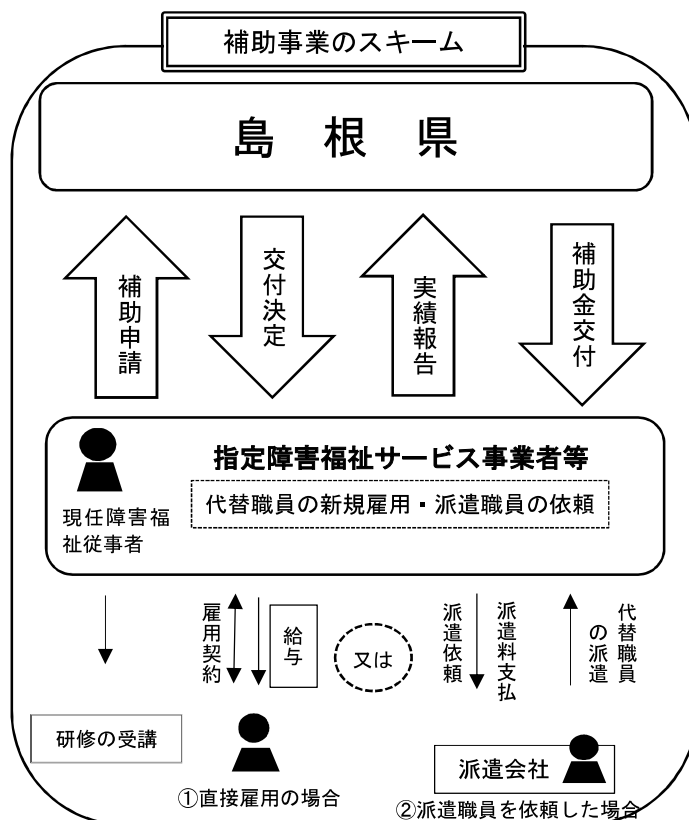 補助事業のスキーム
島 根 県
補助申請
交付決定
実績報告
補助金交付
指定障害福祉サービス事業者等
代替職員の新規雇用・派遣職員の依頼
現任障害福
祉従事者
雇用契約
給与
又は
派遣依頼
派遣料支払
代替職員
の派遣
研修の受講
①直接雇用の場合
派遣会社
②派遣職員を依頼した場合